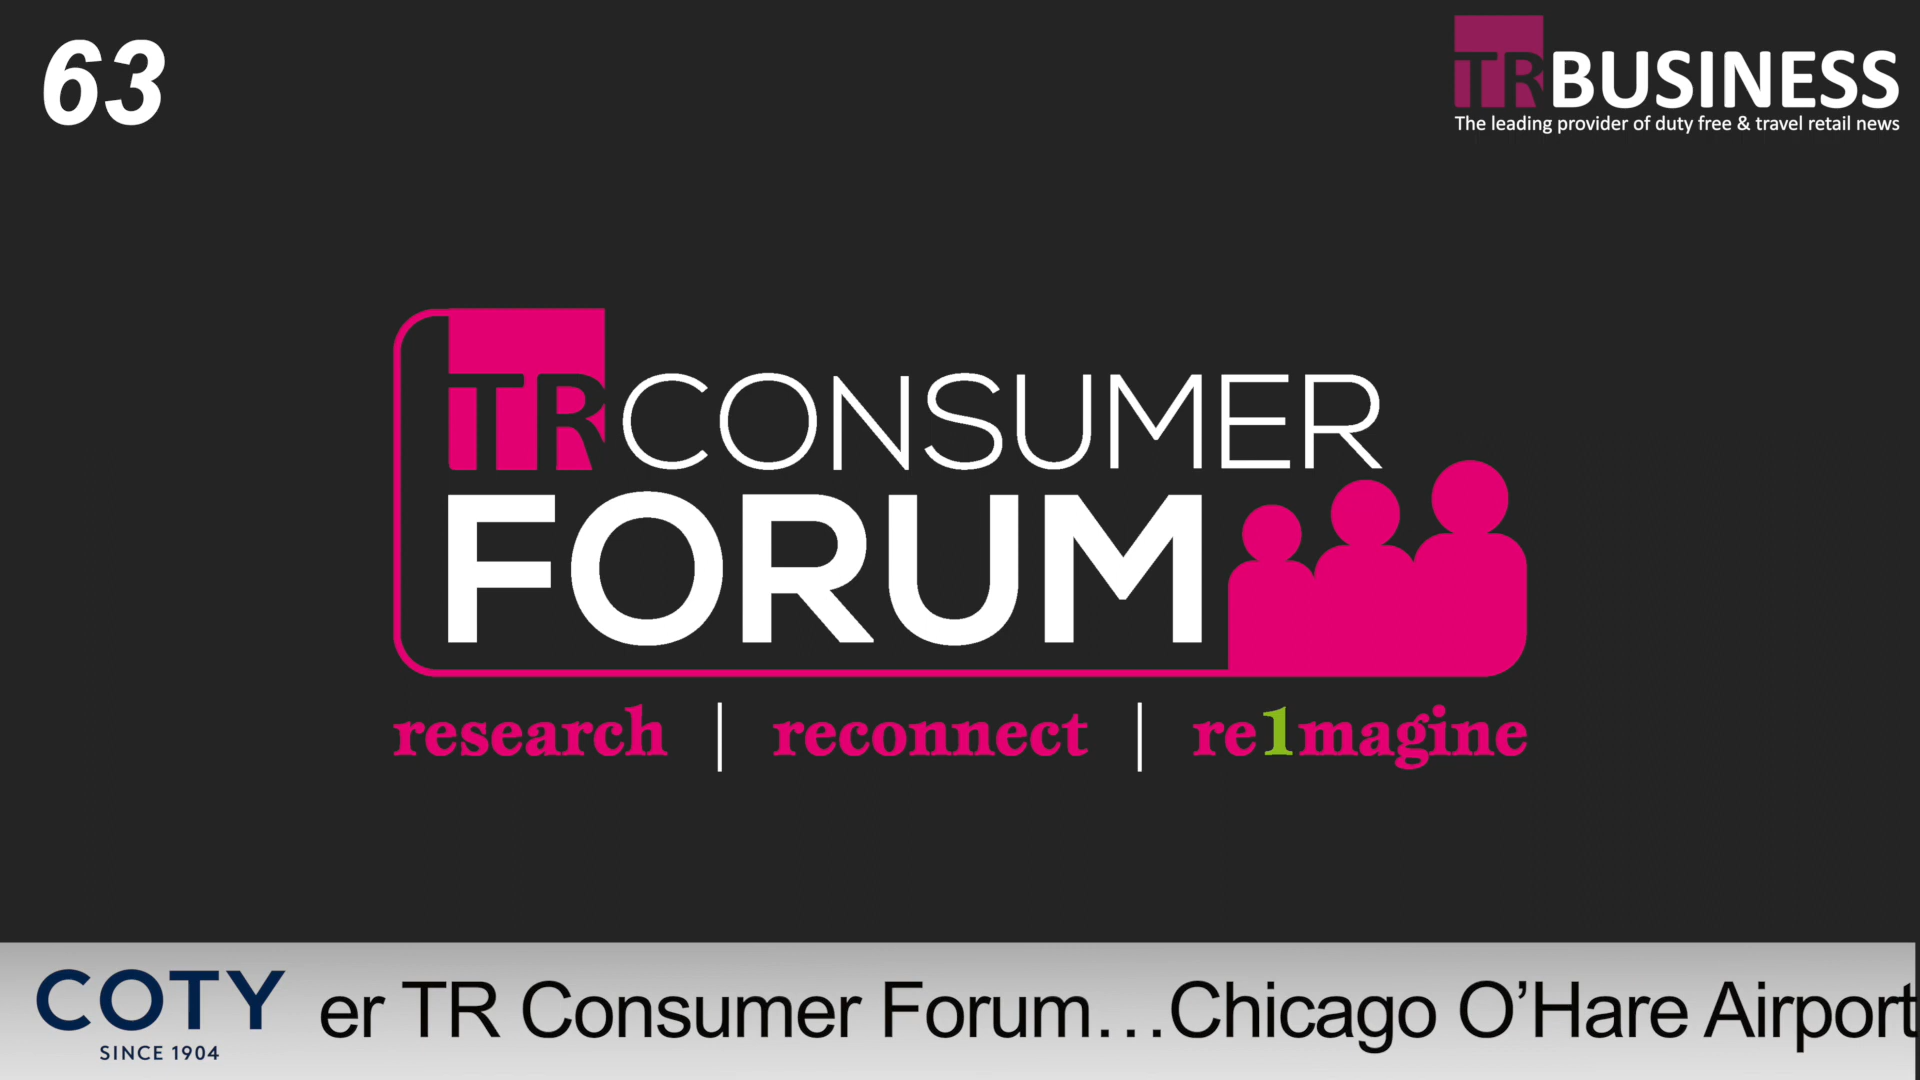 63
TRBUSINESS
The leading provider of duty free & travel retail news
TRCONSUMER
FORUM
research | reconnect | re1magine
COTY
SINCE 1904
er TR Consumer Forum…Chicago O’Hare Airport